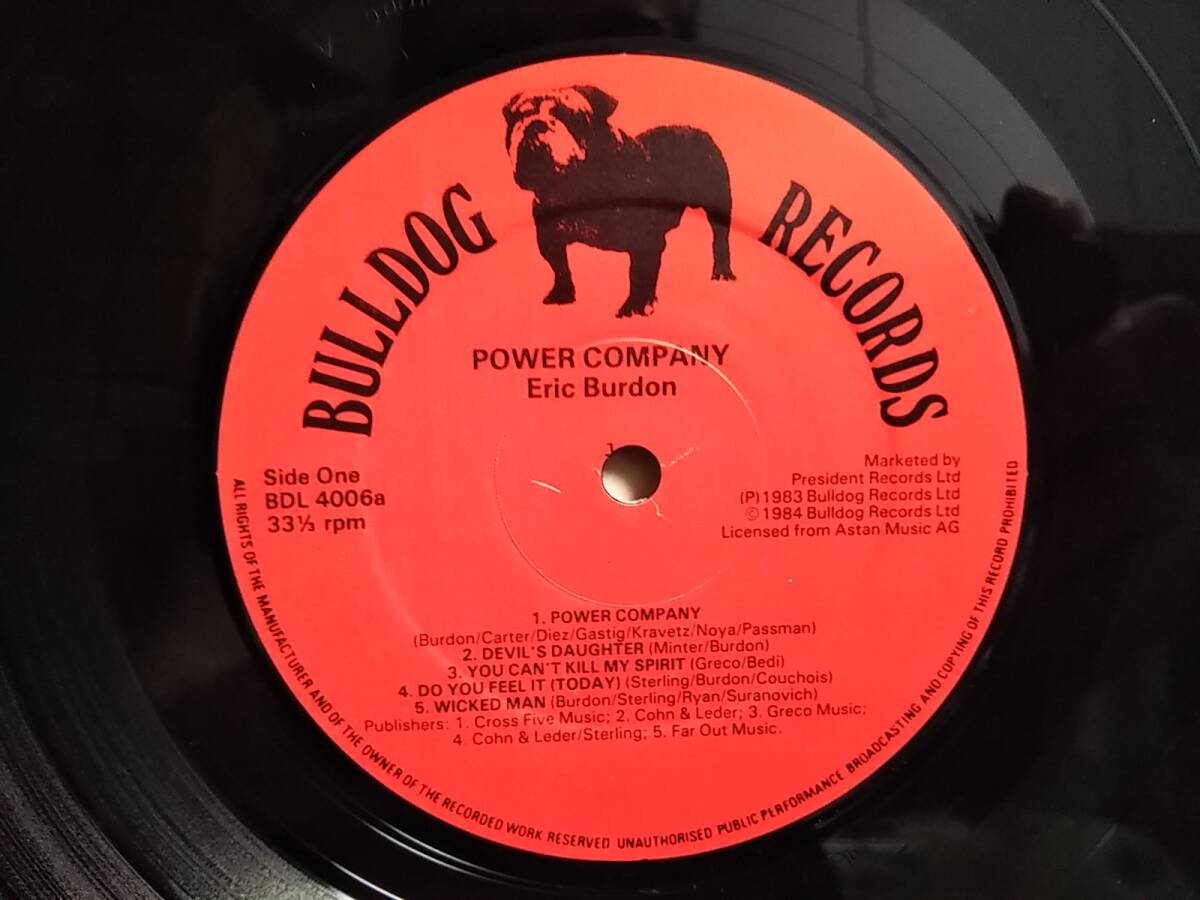 BULLDOG RECORDS
POWER COMPANY
Eric Burdon
Side One
BDL 4006a
33⅓ rpm
Marketed by
President Records Ltd
(P) 1983 Bulldog Records Ltd
© 1984 Bulldog Records Ltd
Licensed from Astan Music AG
1. POWER COMPANY
(Burdon/Carter/Diez/Gastig/Kravetz/Noya/Passman)
2. DEVIL'S DAUGHTER (Minter/Burdon)
3. YOU CAN'T KILL MY SPIRIT (Greco/Bedi)
4. DO YOU FEEL IT (TODAY) (Sterling/Burdon/Couchois)
5. WICKED MAN (Burdon/Sterling/Ryan/Suranovich)
Publishers: 1. Cross Five Music; 2. Cohn & Leder; 3. Greco Music;
4. Cohn & Leder/Sterling; 5. Far Out Music.
ALL RIGHTS OF THE MANUFACTURER AND OF THE OWNER OF THE RECORDED WORK RESERVED UNAUTHORISED PUBLIC PERFORMANCE BROADCASTING AND COPYING OF THIS RECORD PROHIBITED